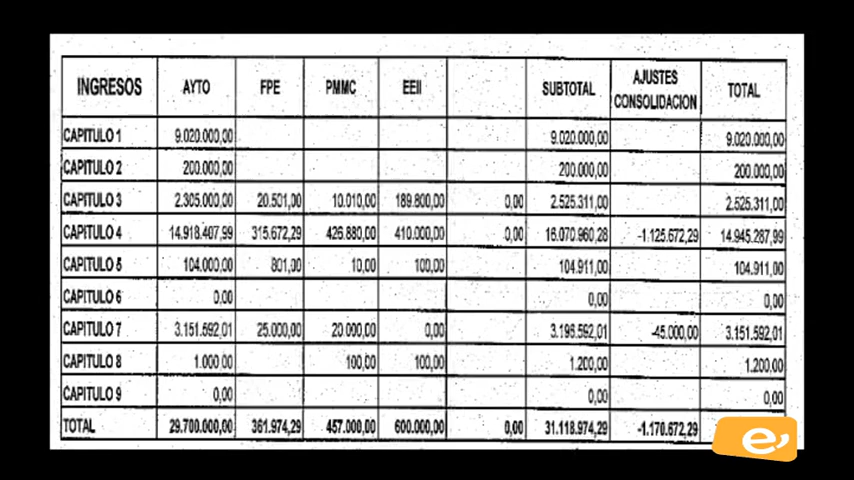 INGRESOS AYTO FPE PMMC EEII SUBTOTAL AJUSTES CONSOLIDACION TOTAL
CAPITULO 1 9.020.000,00 9.020.000,00 9.020.000,00
CAPITULO 2 200.000,00 200.000,00 200.000,00
CAPITULO 3 2.305.000,00 20.501,00 10.010,00 189.800,00 0,00 2.525.311,00 2.525.311,00
CAPITULO 4 14.918.407,99 315.672,29 426.880,00 410.000,00 0,00 16.070.960,28 -1.125.672,29 14.945.287,99
CAPITULO 5 104.000,00 801,00 10,00 100,00 104.911,00 104.911,00
CAPITULO 6 0,00 0,00 0,00
CAPITULO 7 3.151.592,01 25.000,00 20.000,00 0,00 3.196.592,01 -45.000,00 3.151.592,01
CAPITULO 8 1.000,00 100,00 100,00 1.200,00 1.200,00
CAPITULO 9 0,00 0,00 0,00
TOTAL 29.700.000,00 361.974,29 457.000,00 600.000,00 0,00 31.118.974,29 -1.170.672,29
e